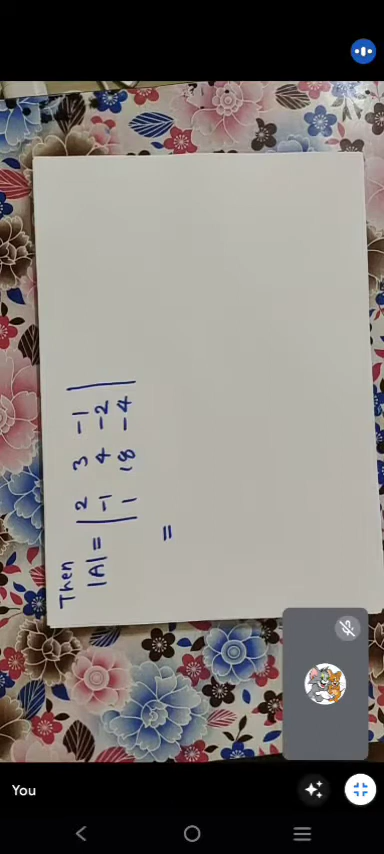 Then
|A| = | 2 3 -1 |
| -1 4 -2 |
| 1 18 -4 |
=
You